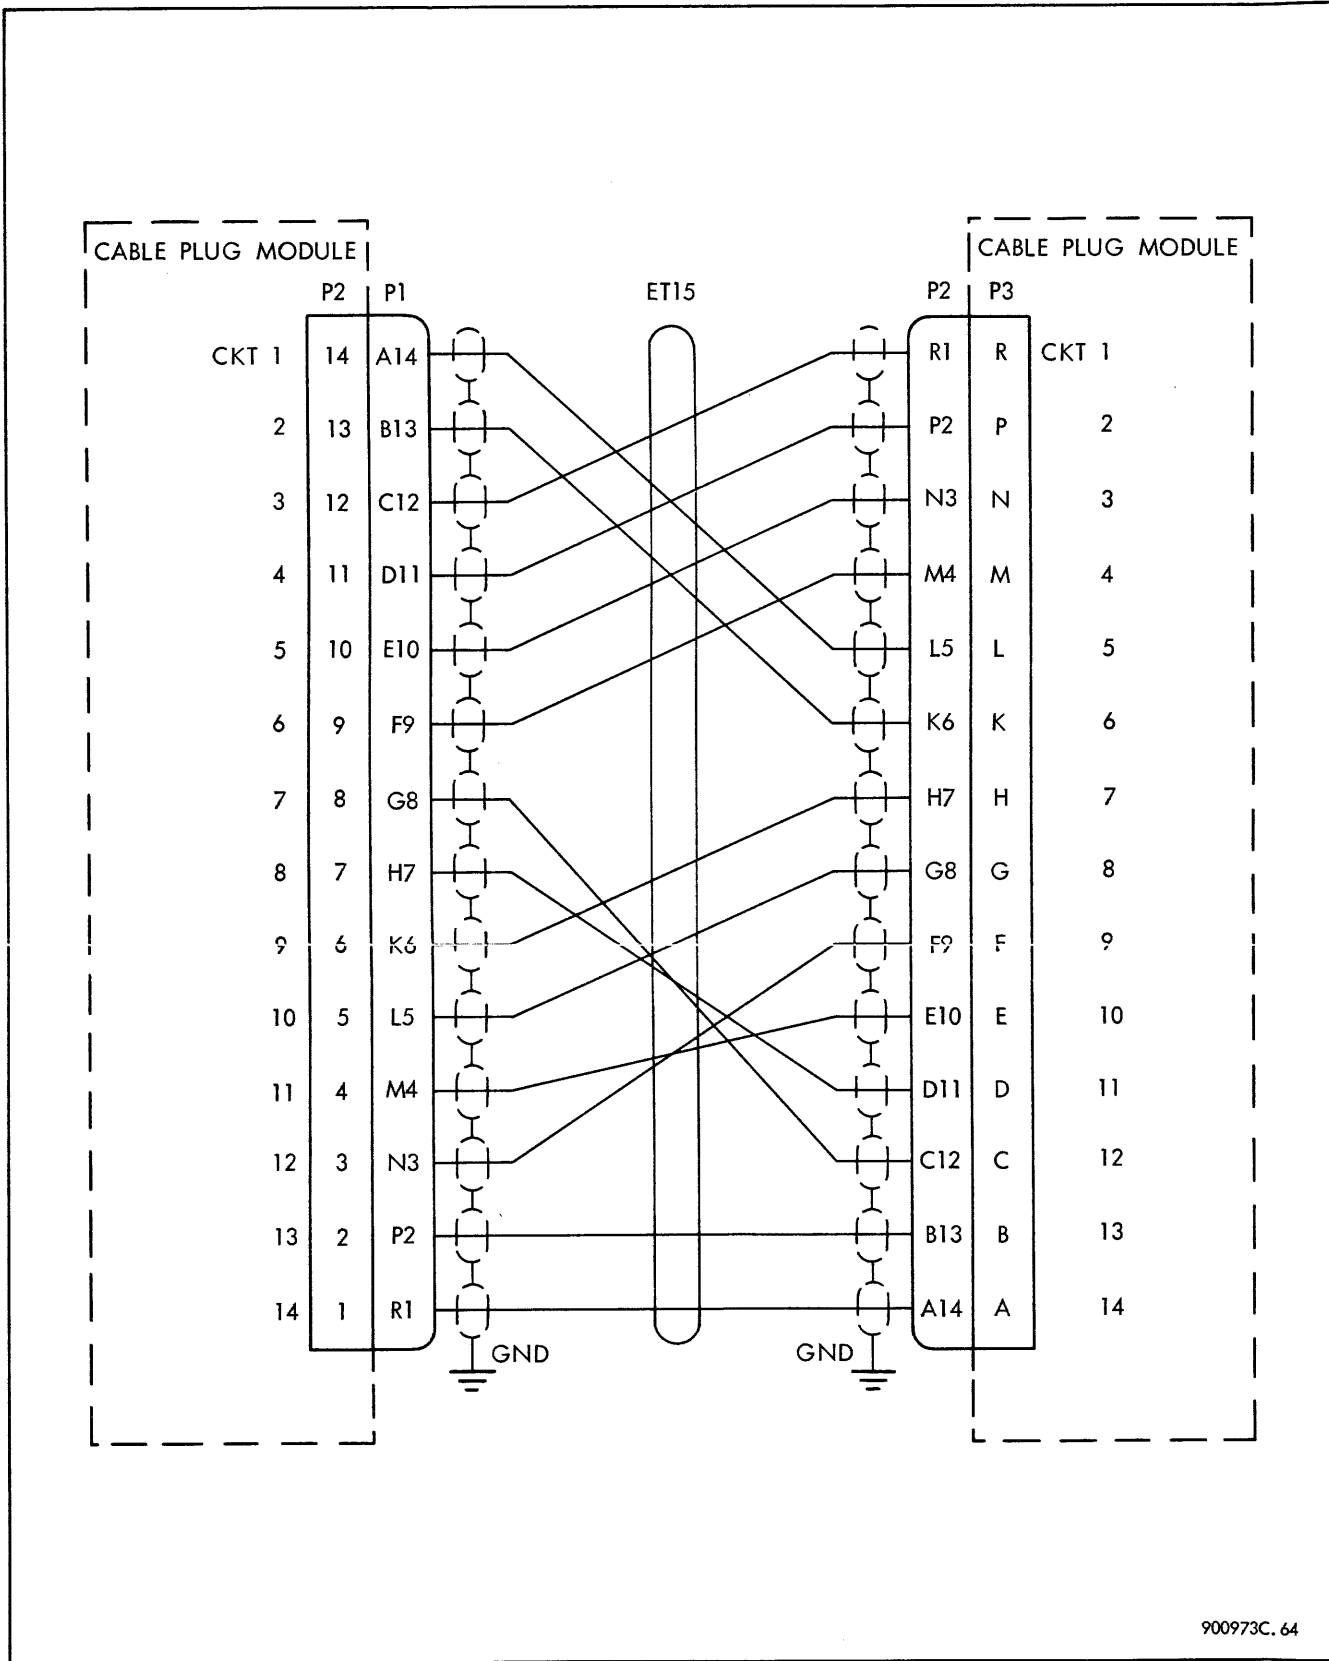 CABLE PLUG MODULE CABLE PLUG MODULE
P2 P1 ET15 P2 P3
CKT 1 14 A14 R1 R CKT 1
2 13 B13 P2 P 2
3 12 C12 N3 N 3
4 11 D11 M4 M 4
5 10 E10 L5 L 5
6 9 F9 K6 K 6
7 8 G8 H7 H 7
8 7 H7 G8 G 8
9 6 K6 F9 F 9
10 5 L5 E10 E 10
11 4 M4 D11 D 11
12 3 N3 C12 C 12
13 2 P2 B13 B 13
14 1 R1 A14 A 14
GND GND
900973C.64